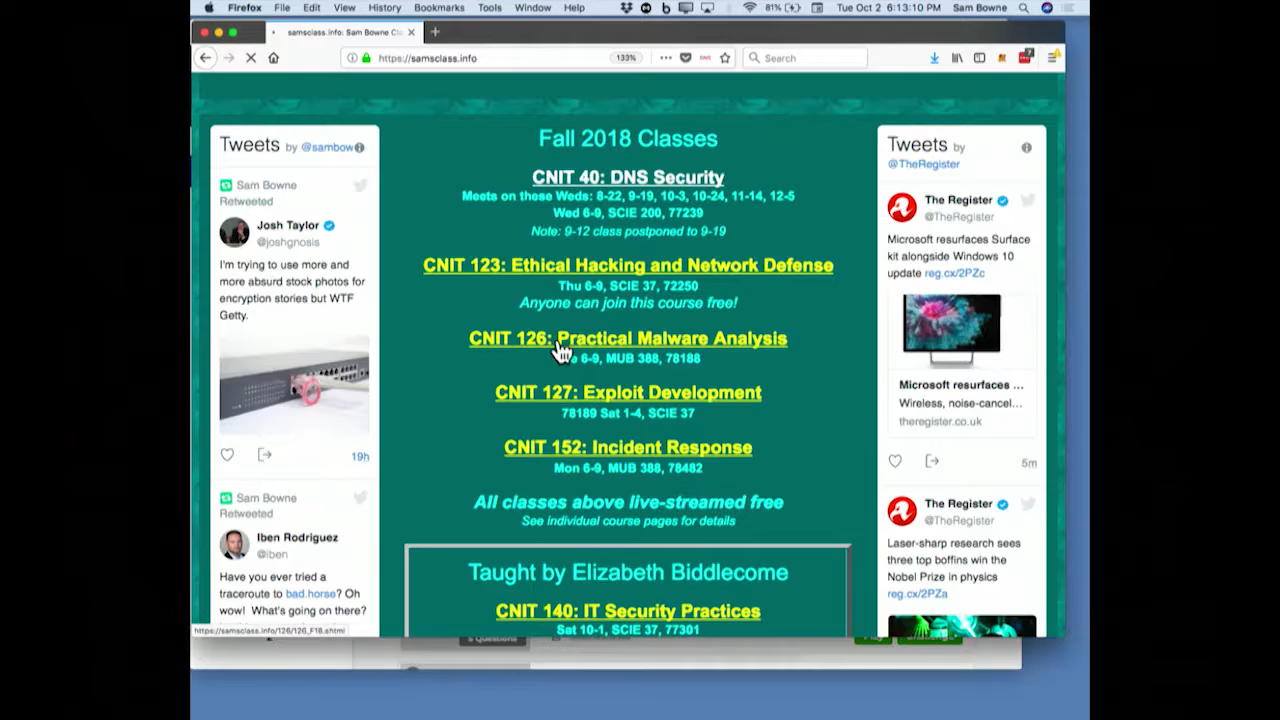 Firefox File Edit View History Bookmarks Tools Window Help
81% Tue Oct 2 6:13:10 PM Sam Bowne
samsclass.info: Sam Bowne Cl
https://samsclass.info
133%
Search
Tweets by @sambow
Sam Bowne
Retweeted
Josh Taylor
@joshgnosis
I'm trying to use more and
more absurd stock photos for
encryption stories but WTF
Getty.
19h
Sam Bowne
Retweeted
Iben Rodriguez
@iben
Have you ever tried a
traceroute to bad.horse? Oh
wow! What's going on there?
https://samsclass.info/126/126_F18.shtml
Fall 2018 Classes
CNIT 40: DNS Security
Meets on these Weds: 8-22, 9-19, 10-3, 10-24, 11-14, 12-5
Wed 6-9, SCIE 200, 77239
Note: 9-12 class postponed to 9-19
CNIT 123: Ethical Hacking and Network Defense
Thu 6-9, SCIE 37, 72250
Anyone can join this course free!
CNIT 126: Practical Malware Analysis
6-9, MUB 388, 78188
CNIT 127: Exploit Development
78189 Sat 1-4, SCIE 37
CNIT 152: Incident Response
Mon 6-9, MUB 388, 78482
All classes above live-streamed free
See individual course pages for details
Taught by Elizabeth Biddlecome
CNIT 140: IT Security Practices
Sat 10-1, SCIE 37, 77301
Tweets by
@TheRegister
The Register
@TheRegister
Microsoft resurfaces Surface
kit alongside Windows 10
update reg.cx/2PZc
Microsoft resurfaces ...
Wireless, noise-cancel...
theregister.co.uk
5m
The Register
@TheRegister
Laser-sharp research sees
three top boffins win the
Nobel Prize in physics
reg.cx/2PZa